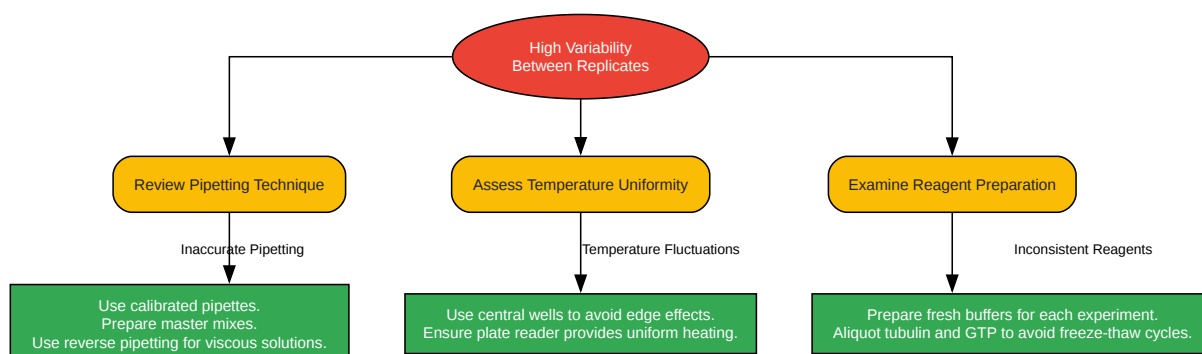 High Variability
Between Replicates
Review Pipetting Technique
Assess Temperature Uniformity
Examine Reagent Preparation
Inaccurate Pipetting
Temperature Fluctuations
Inconsistent Reagents
Use calibrated pipettes.
Prepare master mixes.
Use reverse pipetting for viscous solutions.
Use central wells to avoid edge effects.
Ensure plate reader provides uniform heating.
Prepare fresh buffers for each experiment.
Aliquot tubulin and GTP to avoid freeze-thaw cycles.